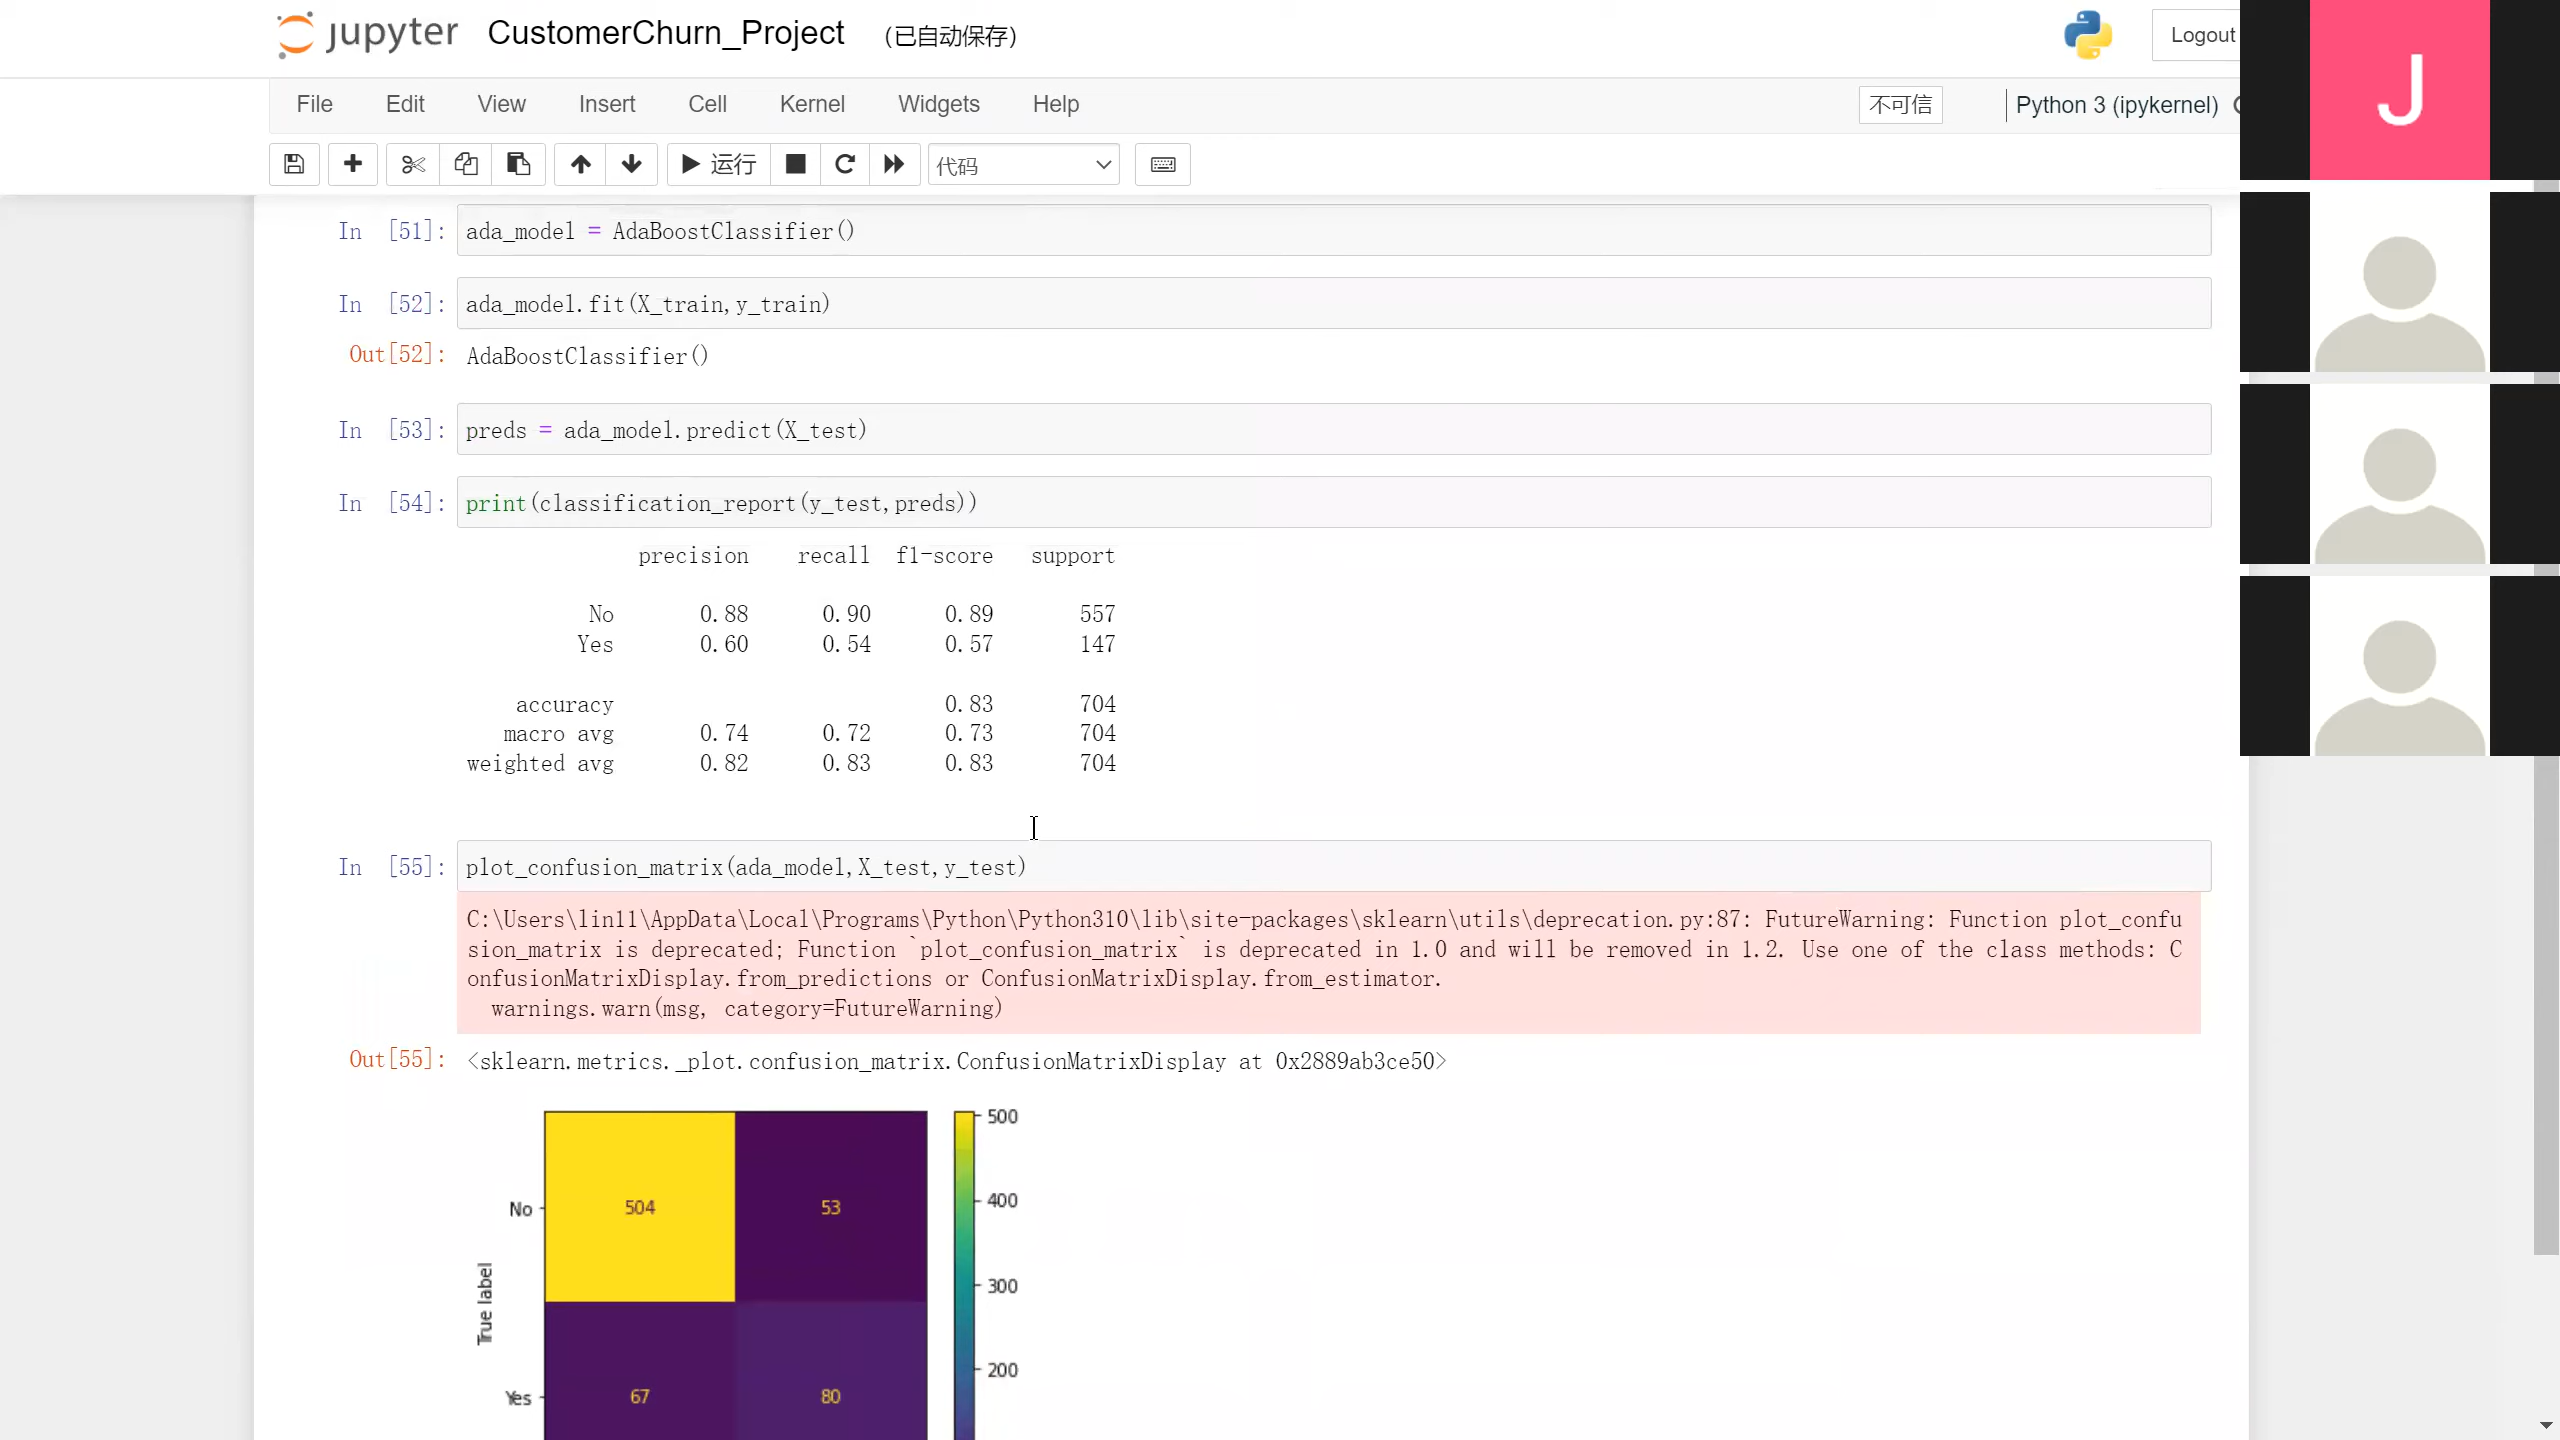 jupyter CustomerChurn_Project (已自动保存) Logout
J
File Edit View Insert Cell Kernel Widgets Help 不可信 Python 3 (ipykernel)
运行 代码
In [51]: ada_model = AdaBoostClassifier()
In [52]: ada_model.fit(X_train,y_train)
Out[52]: AdaBoostClassifier()
In [53]: preds = ada_model.predict(X_test)
In [54]: print(classification_report(y_test,preds))
precision recall f1-score support
No 0.88 0.90 0.89 557
Yes 0.60 0.54 0.57 147
accuracy 0.83 704
macro avg 0.74 0.72 0.73 704
weighted avg 0.82 0.83 0.83 704
In [55]: plot_confusion_matrix(ada_model,X_test,y_test)
C:\Users\lin11\AppData\Local\Programs\Python\Python310\lib\site-packages\sklearn\utils\deprecation.py:87: FutureWarning: Function plot_confu
sion_matrix is deprecated; Function `plot_confusion_matrix` is deprecated in 1.0 and will be removed in 1.2. Use one of the class methods: C
onfusionMatrixDisplay.from_predictions or ConfusionMatrixDisplay.from_estimator.
warnings.warn(msg, category=FutureWarning)
Out[55]: <sklearn.metrics._plot.confusion_matrix.ConfusionMatrixDisplay at 0x2889ab3ce50>
500
400
No 504 53
300
True label
200
Yes 67 80